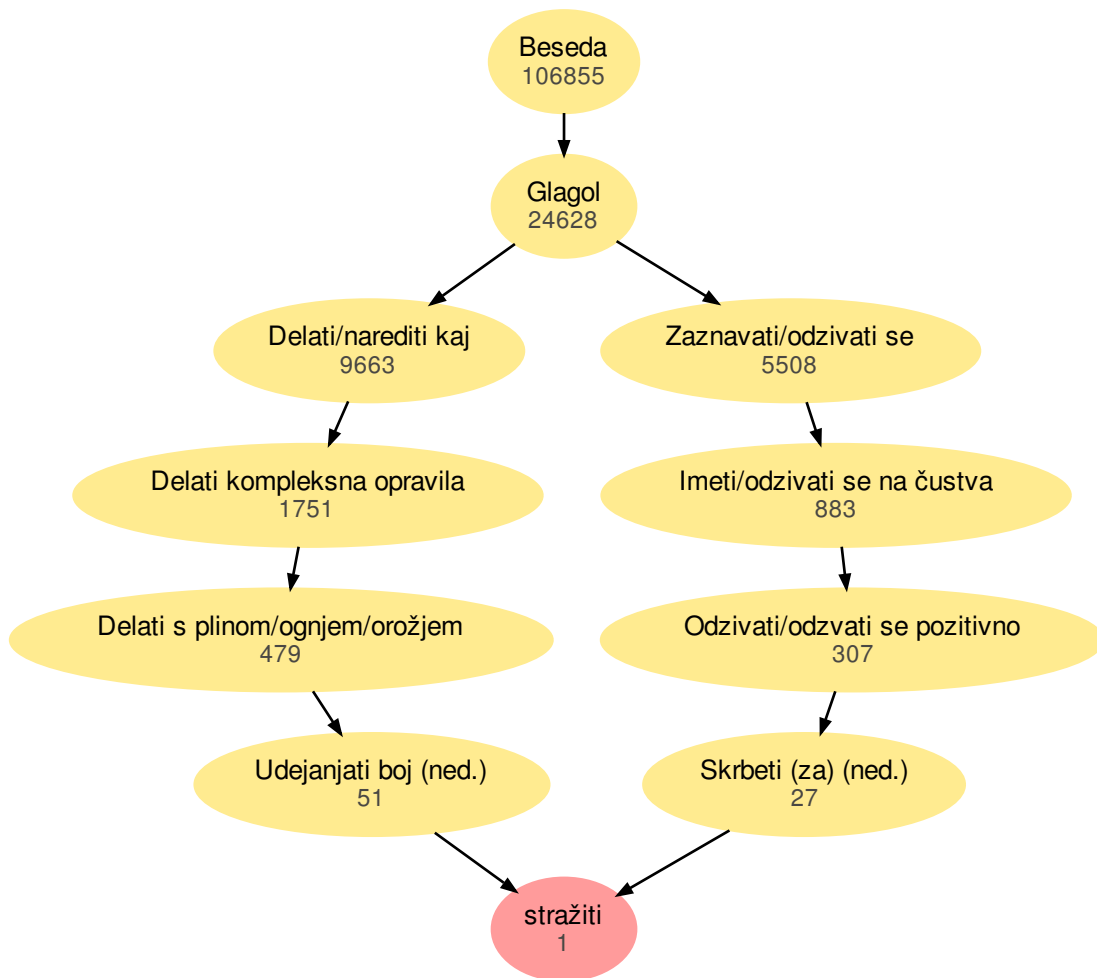 Beseda
106855
Glagol
24628
Delati/narediti kaj
9663
Zaznavati/odzivati se
5508
Delati kompleksna opravila
1751
Imeti/odzivati se na čustva
883
Delati s plinom/ognjem/orožjem
479
Odzivati/odzvati se pozitivno
307
Udejanjati boj (ned.)
51
Skrbeti (za) (ned.)
27
stražiti
1